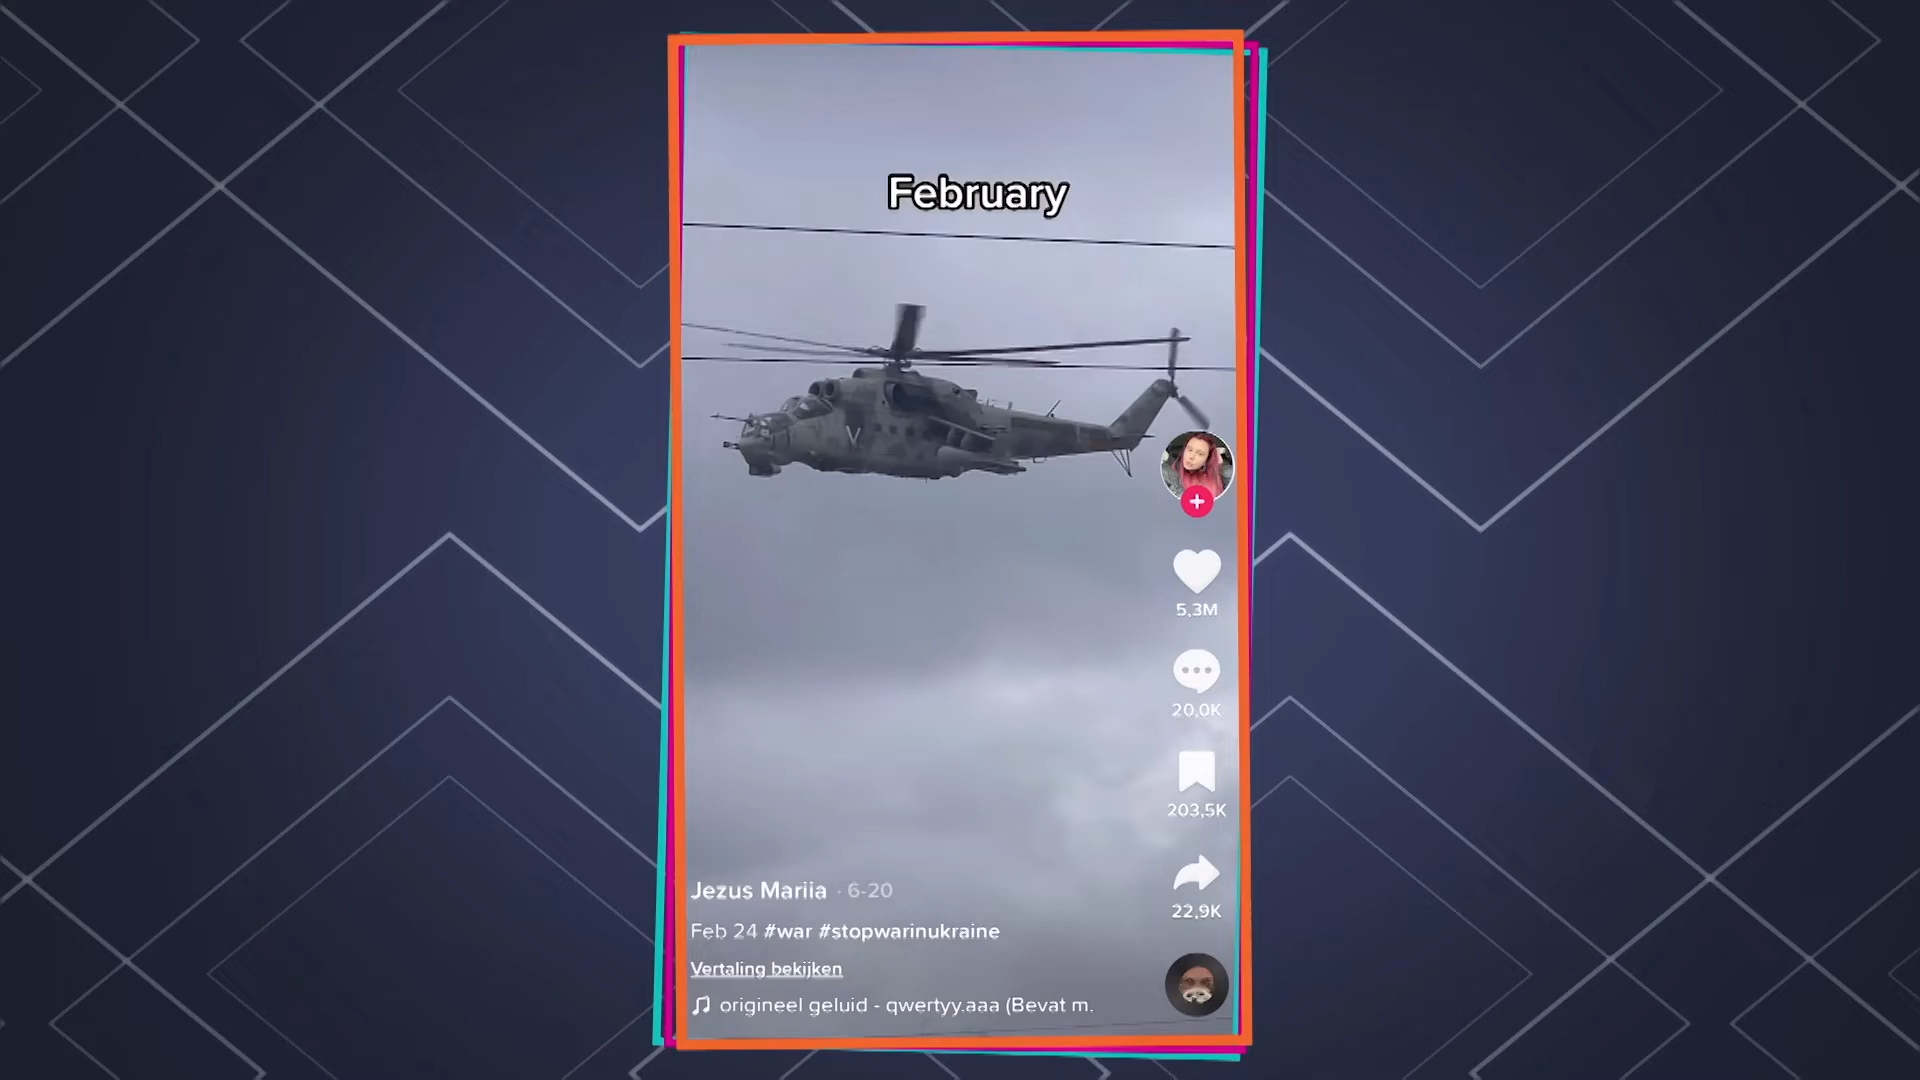 February
V
5,3M
20,0K
203,5K
22,9K
Jezus Mariia · 6-20
Feb 24 #war #stopwarinukraine
Vertaling bekijken
origineel geluid - qwertyy.aaa (Bevat m.